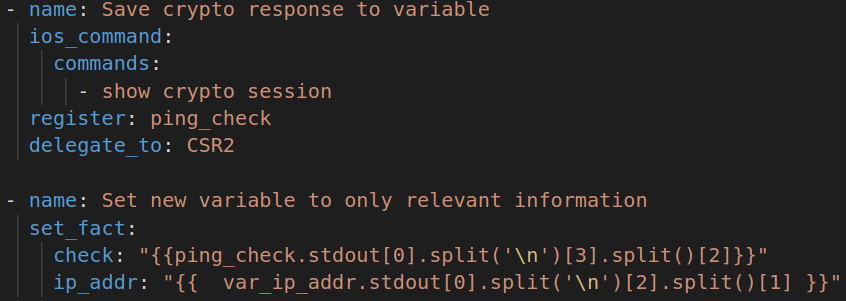 - name: Save crypto response to variable
  ios_command:
    commands:
      - show crypto session
  register: ping_check
  delegate_to: CSR2

- name: Set new variable to only relevant information
  set_fact:
    check: "{{ping_check.stdout[0].split('\n')[3].split()[2]}}"
    ip_addr: "{{  var_ip_addr.stdout[0].split('\n')[2].split()[1] }}"